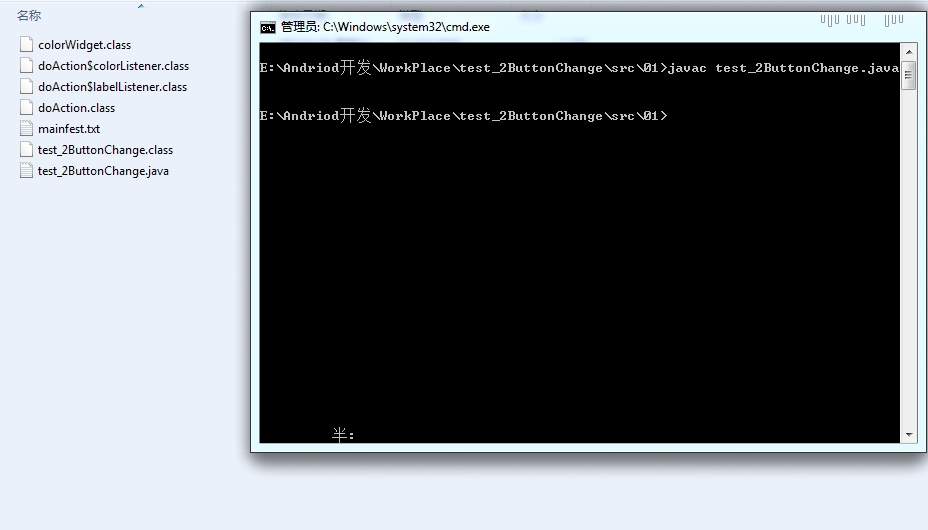 名称
colorWidget.class
doAction$colorListener.class
doAction$labelListener.class
doAction.class
mainfest.txt
test_2ButtonChange.class
test_2ButtonChange.java
管理员: C:\Windows\system32\cmd.exe
E:\Andriod开发\WorkPlace\test_2ButtonChange\src\01>javac test_2ButtonChange.java
E:\Andriod开发\WorkPlace\test_2ButtonChange\src\01>
半: